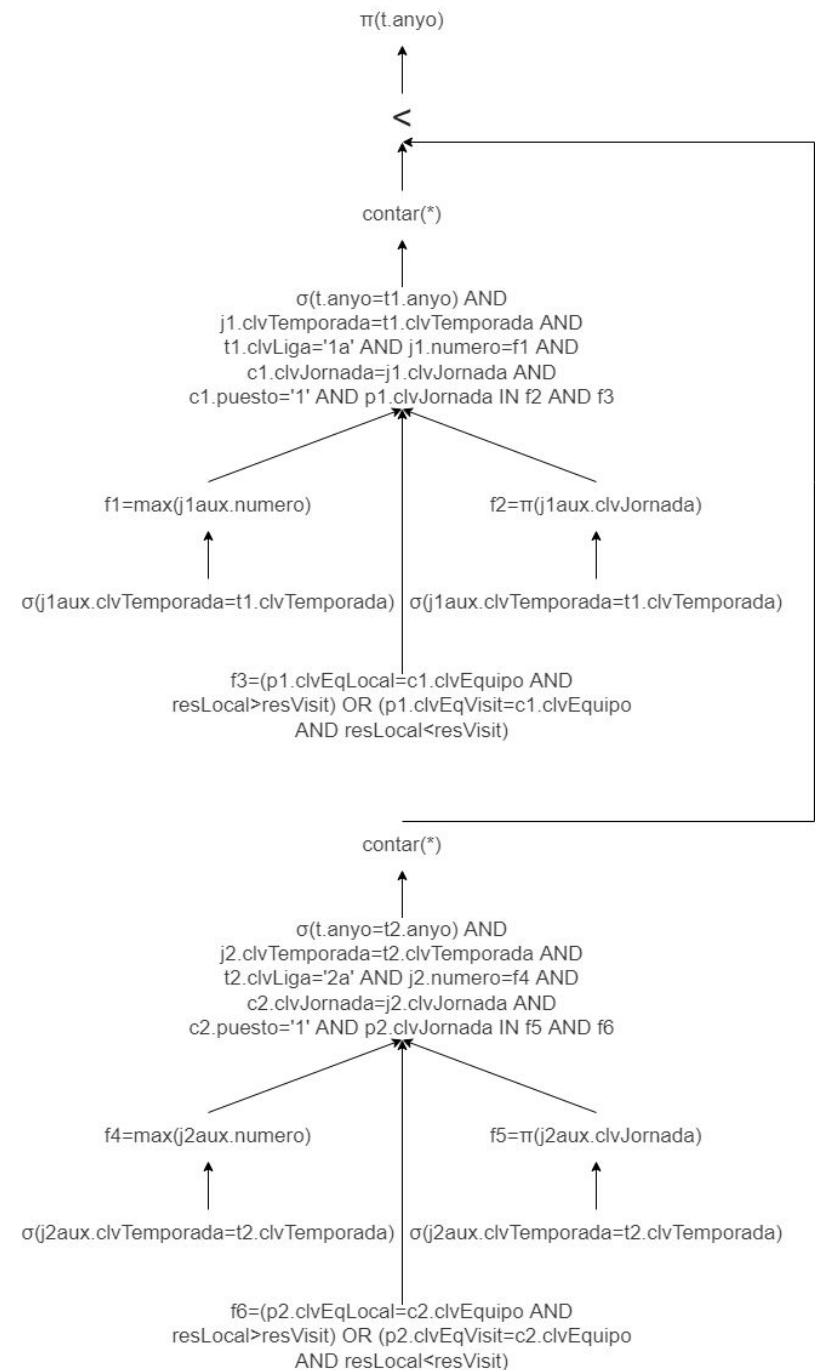 π(t.anyo)
<
contar(*)
σ(t.anyo=t1.anyo) AND
j1.clvTemporada=t1.clvTemporada AND
t1.clvLiga='1a' AND j1.numero=f1 AND
c1.clvJornada=j1.clvJornada AND
c1.puesto='1' AND p1.clvJornada IN f2 AND f3
f1=max(j1aux.numero)
f2=π(j1aux.clvJornada)
σ(j1aux.clvTemporada=t1.clvTemporada)
σ(j1aux.clvTemporada=t1.clvTemporada)
f3=(p1.clvEqLocal=c1.clvEquipo AND
resLocal>resVisit) OR (p1.clvEqVisit=c1.clvEquipo
AND resLocal<resVisit)
contar(*)
σ(t.anyo=t2.anyo) AND
j2.clvTemporada=t2.clvTemporada AND
t2.clvLiga='2a' AND j2.numero=f4 AND
c2.clvJornada=j2.clvJornada AND
c2.puesto='1' AND p2.clvJornada IN f5 AND f6
f4=max(j2aux.numero)
f5=π(j2aux.clvJornada)
σ(j2aux.clvTemporada=t2.clvTemporada)
σ(j2aux.clvTemporada=t2.clvTemporada)
f6=(p2.clvEqLocal=c2.clvEquipo AND
resLocal>resVisit) OR (p2.clvEqVisit=c2.clvEquipo
AND resLocal<resVisit)